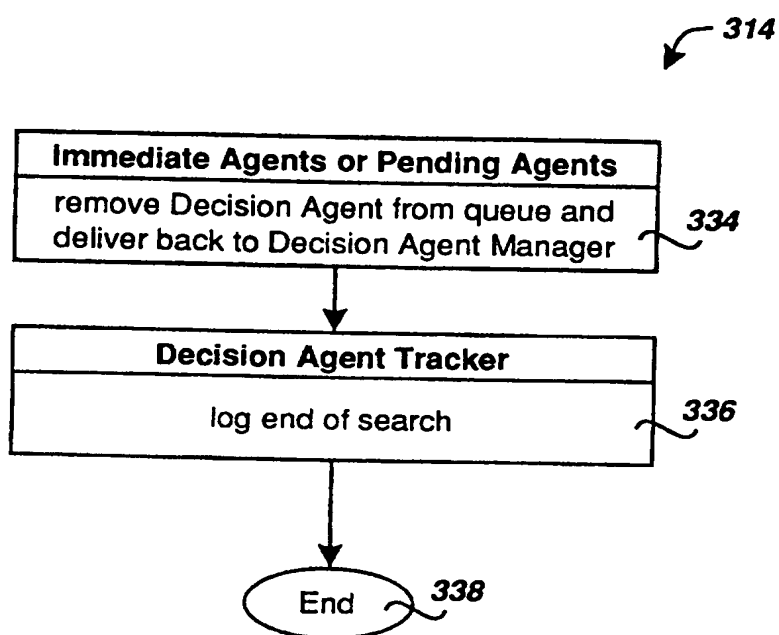 314
Immediate Agents or Pending Agents
remove Decision Agent from queue and
deliver back to Decision Agent Manager
334
Decision Agent Tracker
log end of search
336
End
338